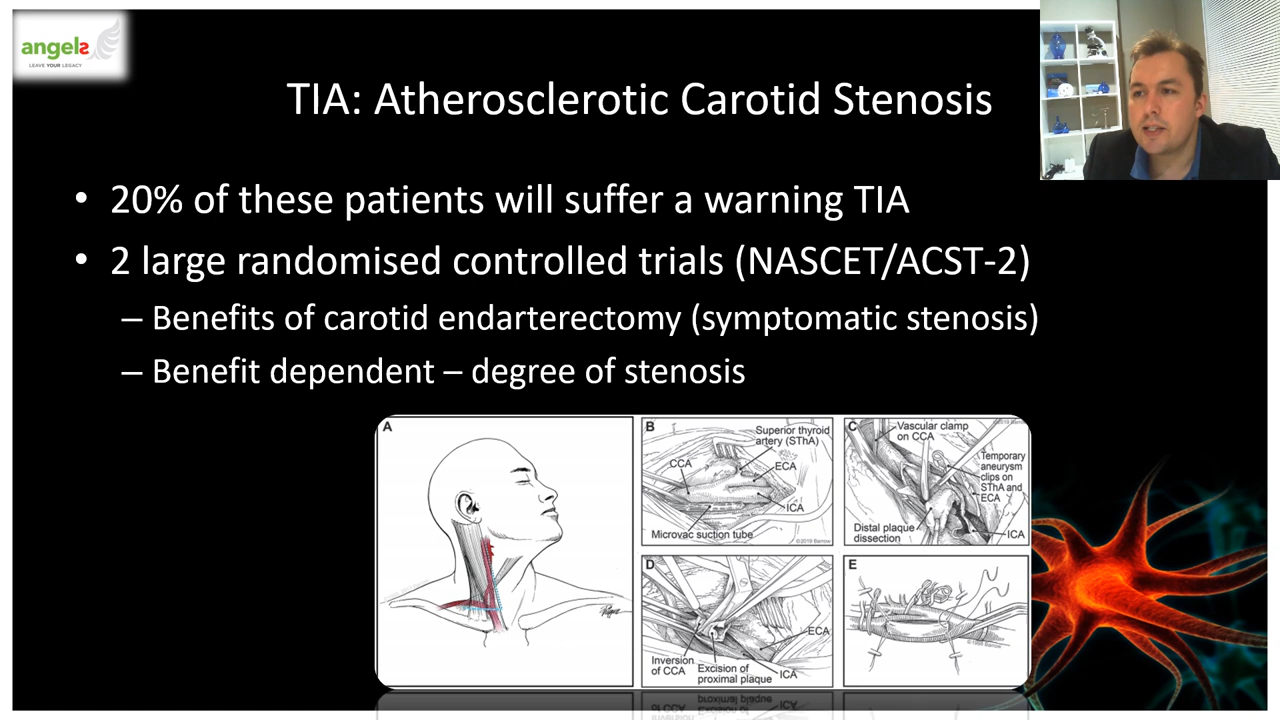 angels
LEAVE YOUR LEGACY
TIA: Atherosclerotic Carotid Stenosis
• 20% of these patients will suffer a warning TIA
• 2 large randomised controlled trials (NASCET/ACST-2)
– Benefits of carotid endarterectomy (symptomatic stenosis)
– Benefit dependent – degree of stenosis
A
B
Superior thyroid
artery (SThA)
CCA
ECA
ICA
Microvac suction tube
©2019 Barrow
C
Vascular clamp
on CCA
Temporary
aneurysm
clips on
SThA and
ECA
Distal plaque
dissection
ICA
D
ECA
Inversion
of CCA
Excision of
proximal plaque
ICA
E